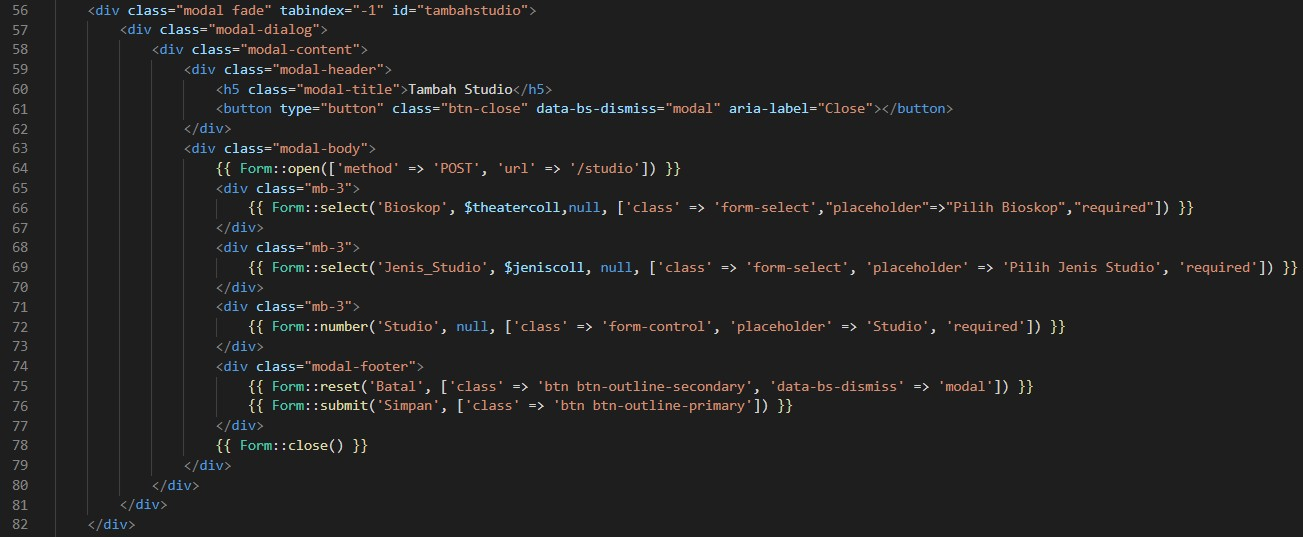 56 <div class="modal fade" tabindex="-1" id="tambahstudio">
57 <div class="modal-dialog">
58 <div class="modal-content">
59 <div class="modal-header">
60 <h5 class="modal-title">Tambah Studio</h5>
61 <button type="button" class="btn-close" data-bs-dismiss="modal" aria-label="Close"></button>
62 </div>
63 <div class="modal-body">
64 {{ Form::open(['method' => 'POST', 'url' => '/studio']) }}
65 <div class="mb-3">
66 {{ Form::select('Bioskop', $theatercoll,null, ['class' => 'form-select',"placeholder"=>"Pilih Bioskop","required"]) }}
67 </div>
68 <div class="mb-3">
69 {{ Form::select('Jenis_Studio', $jeniscoll, null, ['class' => 'form-select', 'placeholder' => 'Pilih Jenis Studio', 'required']) }}
70 </div>
71 <div class="mb-3">
72 {{ Form::number('Studio', null, ['class' => 'form-control', 'placeholder' => 'Studio', 'required']) }}
73 </div>
74 <div class="modal-footer">
75 {{ Form::reset('Batal', ['class' => 'btn btn-outline-secondary', 'data-bs-dismiss' => 'modal']) }}
76 {{ Form::submit('Simpan', ['class' => 'btn btn-outline-primary']) }}
77 </div>
78 {{ Form::close() }}
79 </div>
80 </div>
81 </div>
82 </div>